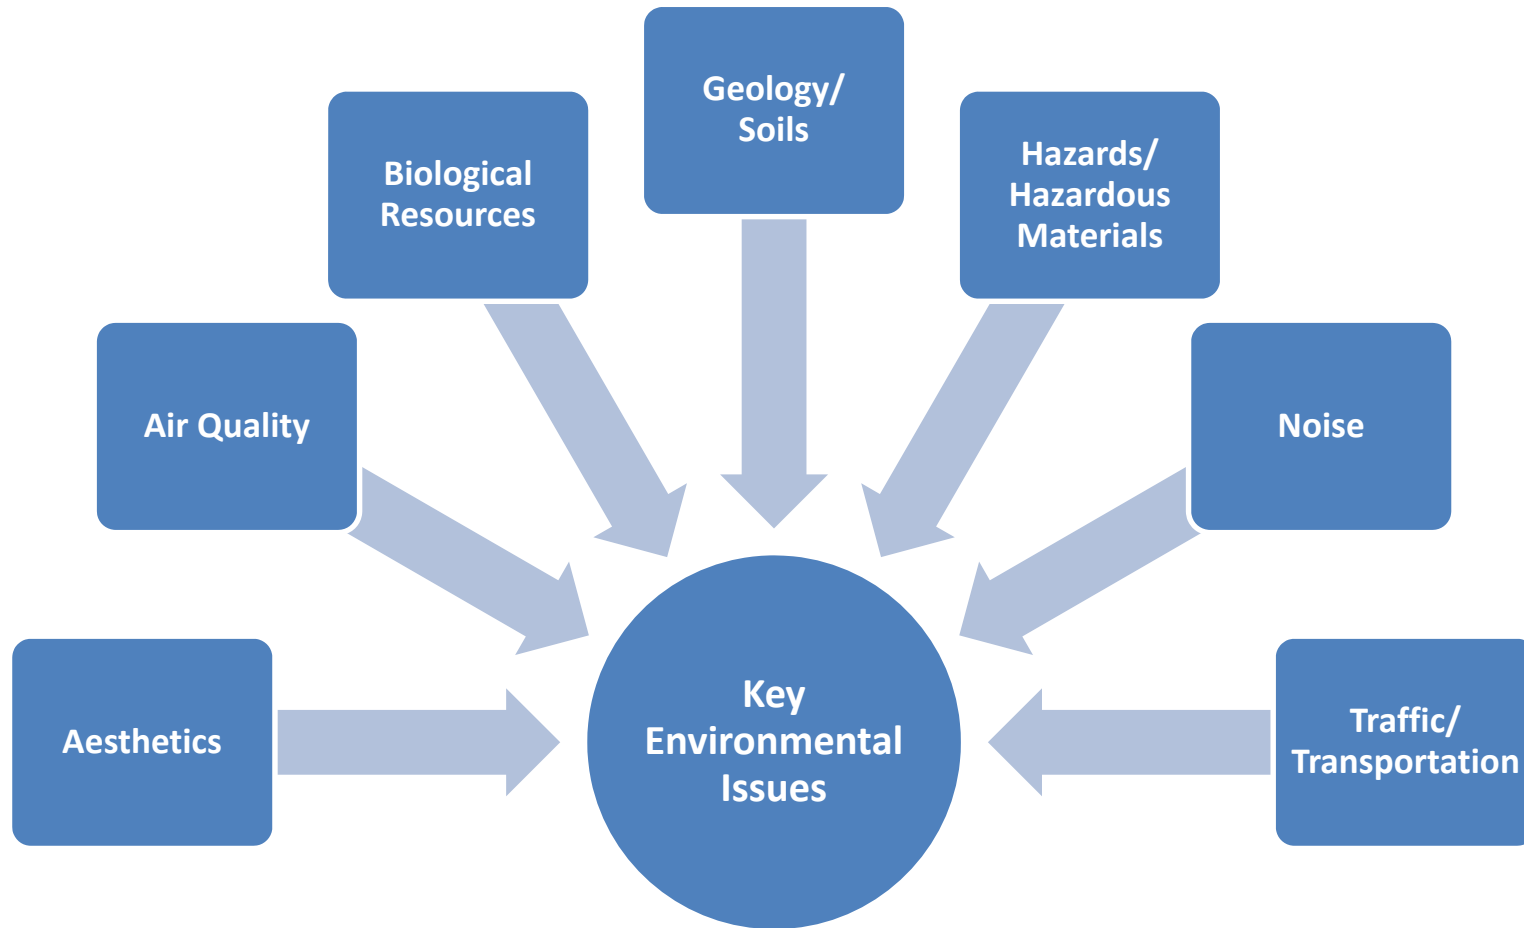 Geology/
Soils
Biological
Resources
Hazards/
Hazardous
Materials
Air Quality
Noise
Aesthetics
Key
Environmental
Issues
Traffic/
Transportation